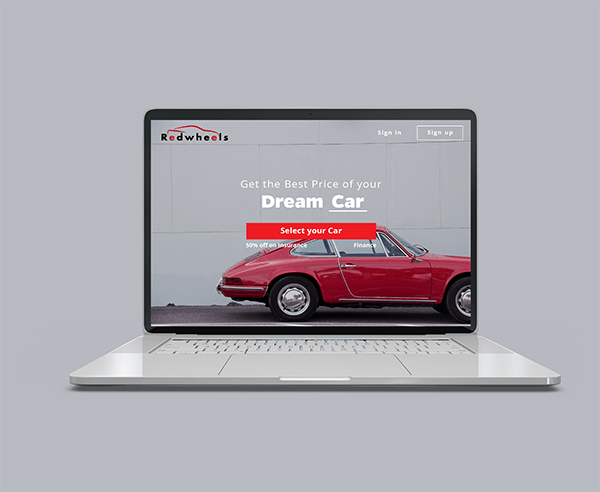 Redwheels
Sign in
Sign up
Get the Best Price of your
Dream Car
Select your Car
50% off on Insurance
Finance